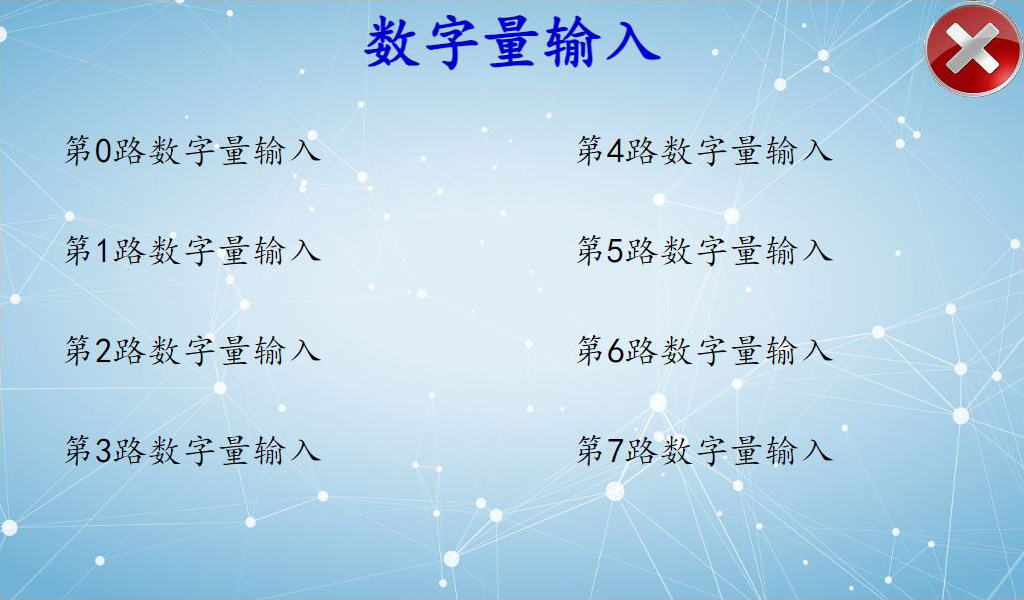 数字量输入
第0路数字量输入
第4路数字量输入
第1路数字量输入
第5路数字量输入
第2路数字量输入
第6路数字量输入
第3路数字量输入
第7路数字量输入